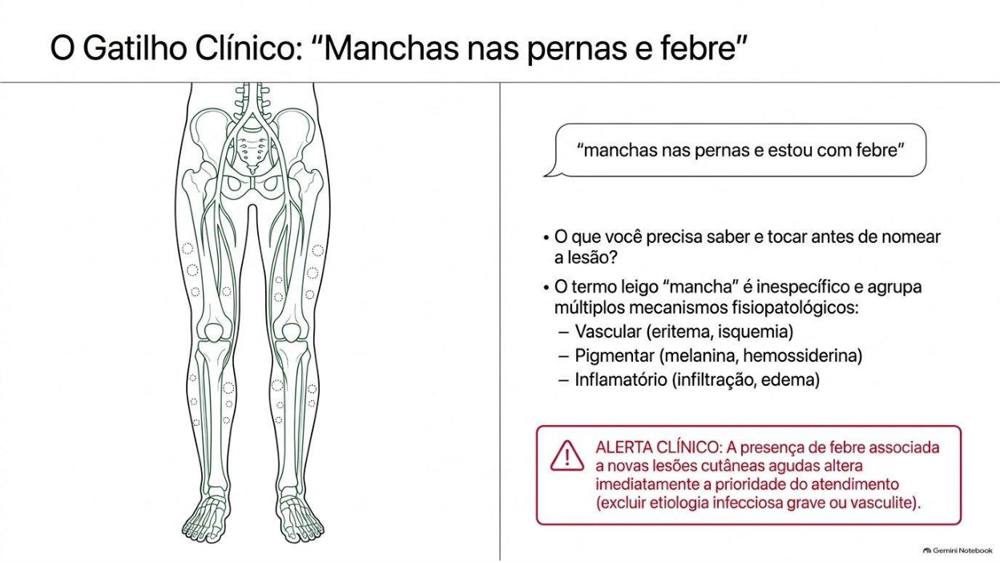 O Gatilho Clínico: “Manchas nas pernas e febre”
“manchas nas pernas e estou com febre”
• O que você precisa saber e tocar antes de nomear
a lesão?
• O termo leigo “mancha” é inespecífico e agrupa
múltiplos mecanismos fisiopatológicos:
– Vascular (eritema, isquemia)
– Pigmentar (melanina, hemossiderina)
– Inflamatório (infiltração, edema)
ALERTA CLÍNICO: A presença de febre associada
a novas lesões cutâneas agudas altera
imediatamente a prioridade do atendimento
(excluir etiologia infecciosa grave ou vasculite).
Gemini Notebook